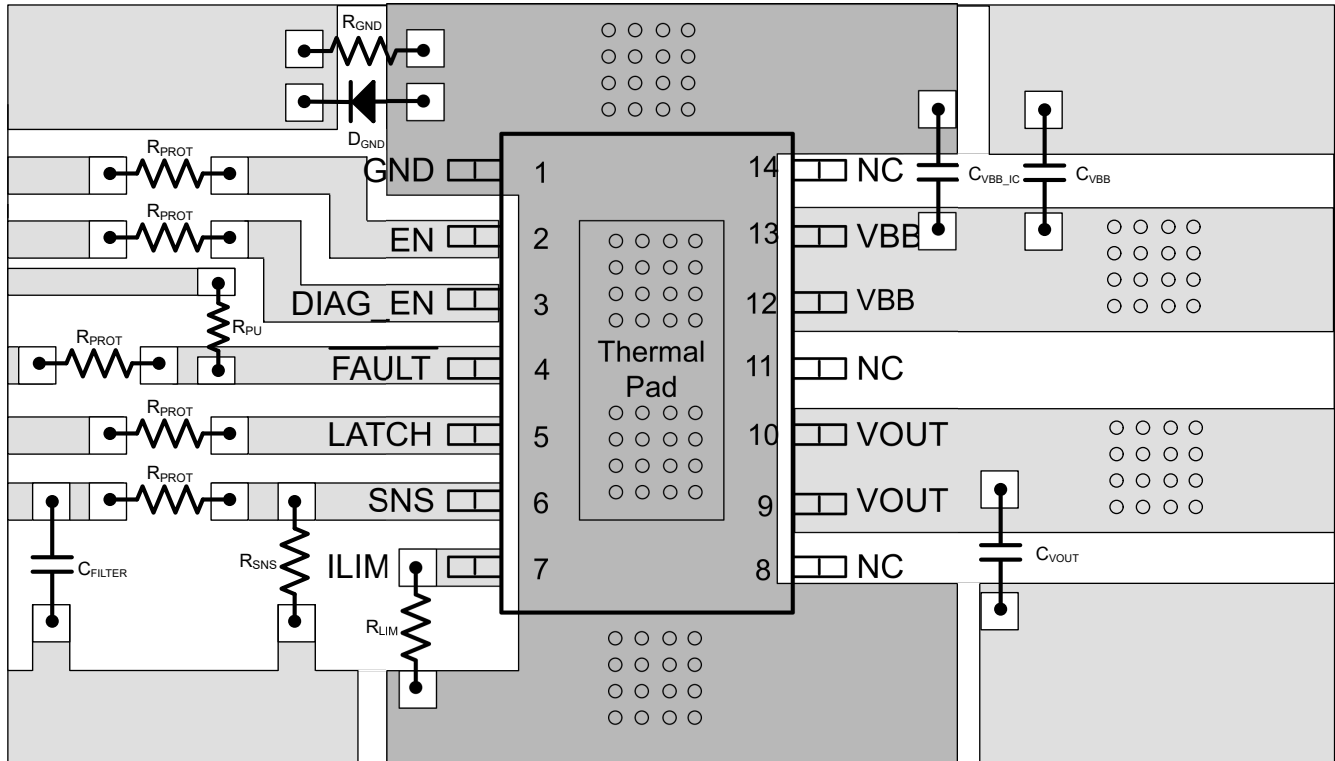 RGND
DGND
RPROT
GND
1
14
NC
CVBB_IC
CVBB
RPROT
EN
2
13
VBB
DIAG_EN
3
12
VBB
RPU
RPROT
FAULT
4
Thermal
Pad
11
NC
RPROT
LATCH
5
10
VOUT
RPROT
SNS
6
9
VOUT
CFILTER
RSNS
ILIM
7
8
NC
CVOUT
RLIM